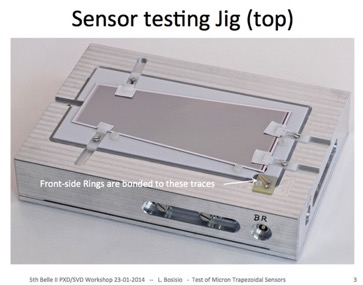 Sensor testing Jig (top)
Front-side Rings are bonded to these traces
BR
5th Belle II PXD/SVD Workshop 23-01-2014 -- L. Bosisio - Test of Micron Trapezoidal Sensors
3